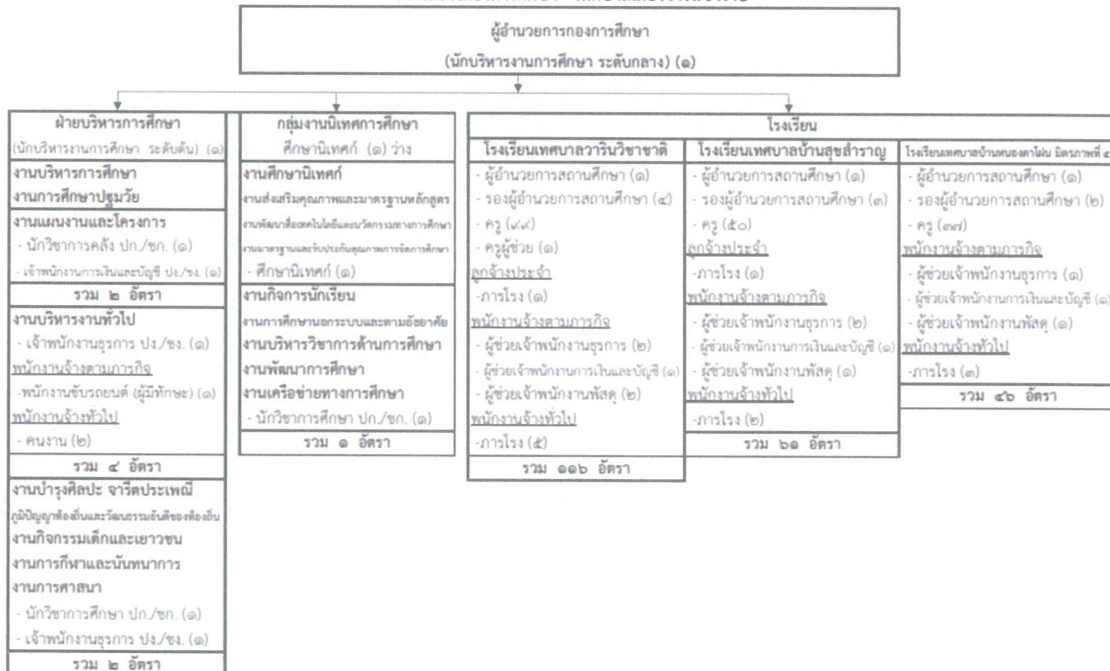 ผู้อำนวยการกองการศึกษา
(นักบริหารงานการศึกษา ระดับกลาง) (๑)
ฝ่ายบริหารการศึกษา
(นักบริหารงานการศึกษา ระดับต้น) (๑)
งานบริหารการศึกษา
งานการศึกษาปฐมวัย
งานแผนงานและโครงการ
- นักวิชาการคลัง ปก./ชก. (๑)
- เจ้าพนักงานการเงินและบัญชี ปง./ชง. (๑)
รวม ๒ อัตรา
งานบริหารงานทั่วไป
- เจ้าพนักงานธุรการ ปง./ชง. (๑)
พนักงานจ้างตามภารกิจ
-พนักงานขับรถยนต์ (ผู้มีทักษะ) (๑)
พนักงานจ้างทั่วไป
- คนงาน (๒)
รวม ๔ อัตรา
งานบำรุงศิลปะ จารีตประเพณี
ภูมิปัญญาท้องถิ่นและวัฒนธรรมอันดีของท้องถิ่น
งานกิจกรรมเด็กและเยาวชน
งานการกีฬาและนันทนาการ
งานการศาสนา
- นักวิชาการศึกษา ปก./ชก. (๑)
- เจ้าพนักงานธุรการ ปง./ชง. (๑)
รวม ๒ อัตรา
กลุ่มงานนิเทศการศึกษา
ศึกษานิเทศก์ (๑) ว่าง
งานศึกษานิเทศก์
งานส่งเสริมคุณภาพและมาตรฐานหลักสูตร
งานพัฒนาสื่อเทคโนโลยีและนวัตกรรมทางการศึกษา
งานมาตรฐานและรับประกันคุณภาพการจัดการศึกษา
- ศึกษานิเทศก์ (๑)
งานกิจการนักเรียน
งานการศึกษานอกระบบและตามอัธยาศัย
งานบริหารวิชาการด้านการศึกษา
งานพัฒนาการศึกษา
งานเครือข่ายทางการศึกษา
- นักวิชาการศึกษา ปก./ชก. (๑)
รวม ๑ อัตรา
โรงเรียน
โรงเรียนเทศบาลวารินวิชาชาติ
- ผู้อำนวยการสถานศึกษา (๑)
- รองผู้อำนวยการสถานศึกษา (๔)
- ครู (๙๙)
- ครูผู้ช่วย (๑)
ลูกจ้างประจำ
-ภารโรง (๑)
พนักงานจ้างตามภารกิจ
- ผู้ช่วยเจ้าพนักงานธุรการ (๒)
- ผู้ช่วยเจ้าพนักงานการเงินและบัญชี (๑)
- ผู้ช่วยเจ้าพนักงานพัสดุ (๒)
พนักงานจ้างทั่วไป
-ภารโรง (๕)
รวม ๑๑๖ อัตรา
โรงเรียนเทศบาลบ้านสุขสำราญ
- ผู้อำนวยการสถานศึกษา (๑)
- รองผู้อำนวยการสถานศึกษา (๓)
- ครู (๕๐)
ลูกจ้างประจำ
-ภารโรง (๑)
พนักงานจ้างตามภารกิจ
- ผู้ช่วยเจ้าพนักงานธุรการ (๒)
- ผู้ช่วยเจ้าพนักงานการเงินและบัญชี (๑)
- ผู้ช่วยเจ้าพนักงานพัสดุ (๑)
พนักงานจ้างทั่วไป
-ภารโรง (๒)
รวม ๖๑ อัตรา
โรงเรียนเทศบาลบ้านหนองตาโผ่น มิตรภาพที่ ๕
- ผู้อำนวยการสถานศึกษา (๑)
- รองผู้อำนวยการสถานศึกษา (๒)
- ครู (๓๗)
พนักงานจ้างตามภารกิจ
- ผู้ช่วยเจ้าพนักงานธุรการ (๑)
- ผู้ช่วยเจ้าพนักงานการเงินและบัญชี (๑)
- ผู้ช่วยเจ้าพนักงานพัสดุ (๑)
พนักงานจ้างทั่วไป
-ภารโรง (๓)
รวม ๔๖ อัตรา